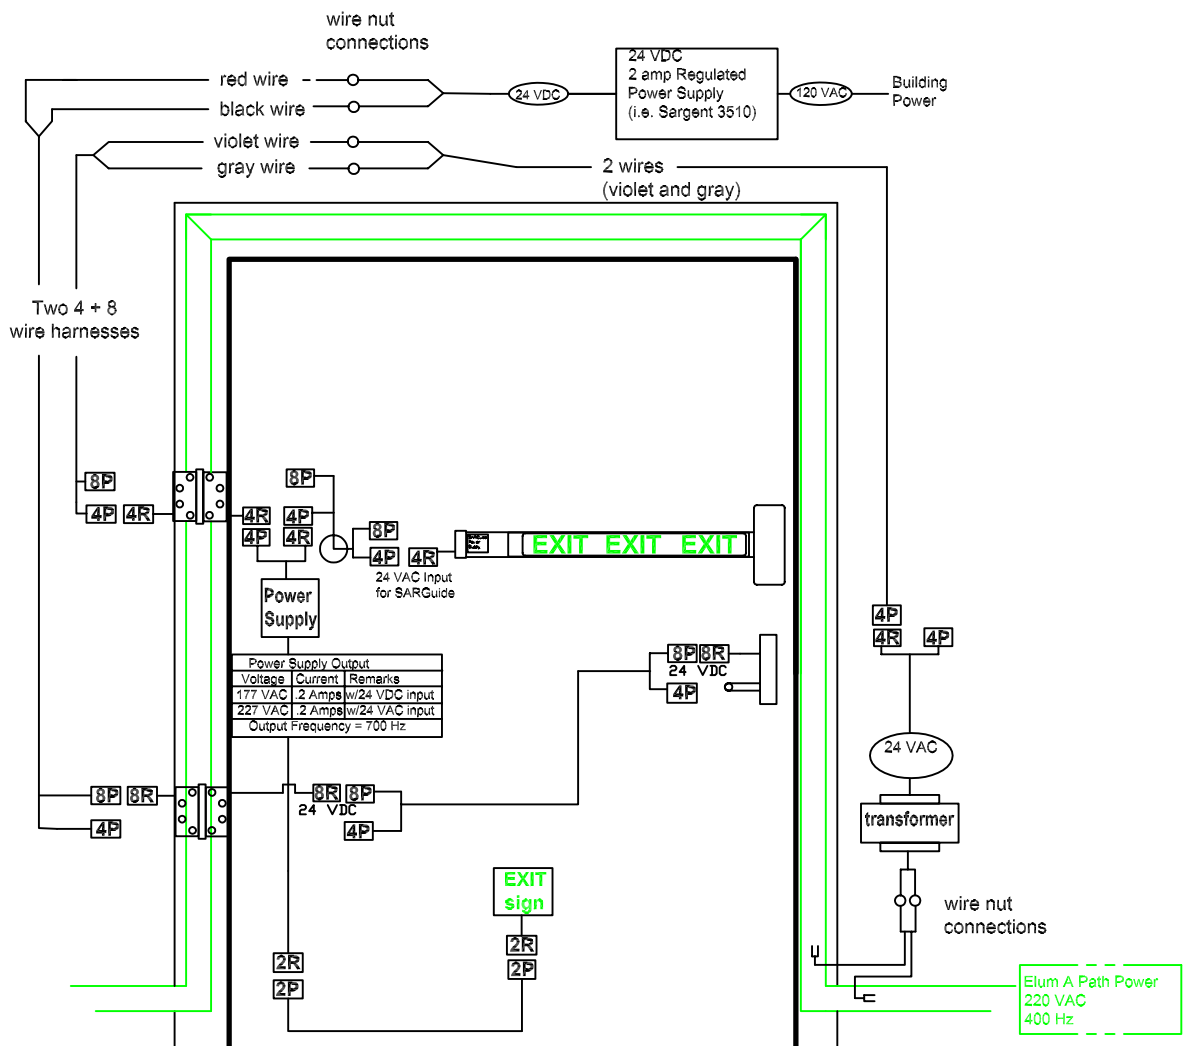 wire nut
connections
red wire
black wire
violet wire
gray wire
24 VDC
24 VDC
2 amp Regulated
Power Supply
(i.e. Sargent 3510)
120 VAC
Building
Power
2 wires
(violet and gray)
Two 4 + 8
wire harnesses
8P
4P
4R
4R
4P
8P
4P
4R
8P
4P
4R
24 VAC Input
for SARGuide
EXIT EXIT EXIT
Power
Supply
Power Supply Output
Voltage Current Remarks
177 VAC .2 Amps w/24 VDC input
227 VAC .2 Amps w/24 VAC input
Output Frequency = 700 Hz
8P 8R
24 VDC
4P
4P
4R
4P
24 VAC
transformer
wire nut
connections
8P 8R
4P
8R 8P
24 VDC
4P
EXIT
sign
2R
2P
2R
2P
Elum A Path Power
220 VAC
400 Hz